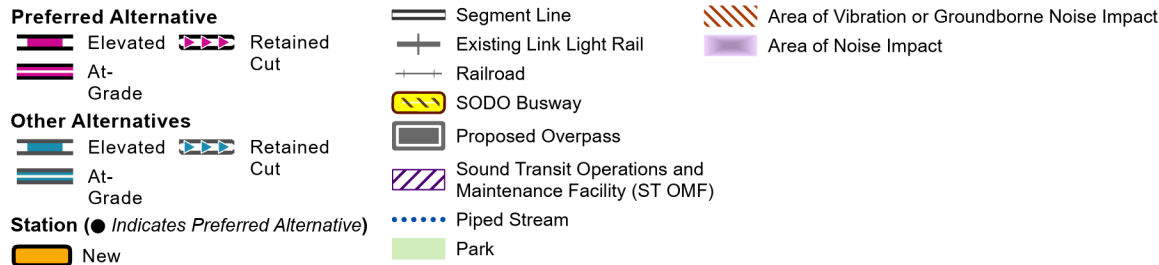 Preferred Alternative
Elevated
Retained
Cut
At-
Grade
Other Alternatives
Elevated
Retained
Cut
At-
Grade
Station (● Indicates Preferred Alternative)
New
Segment Line
Existing Link Light Rail
Railroad
SODO Busway
Proposed Overpass
Sound Transit Operations and
Maintenance Facility (ST OMF)
Piped Stream
Park
Area of Vibration or Groundborne Noise Impact
Area of Noise Impact